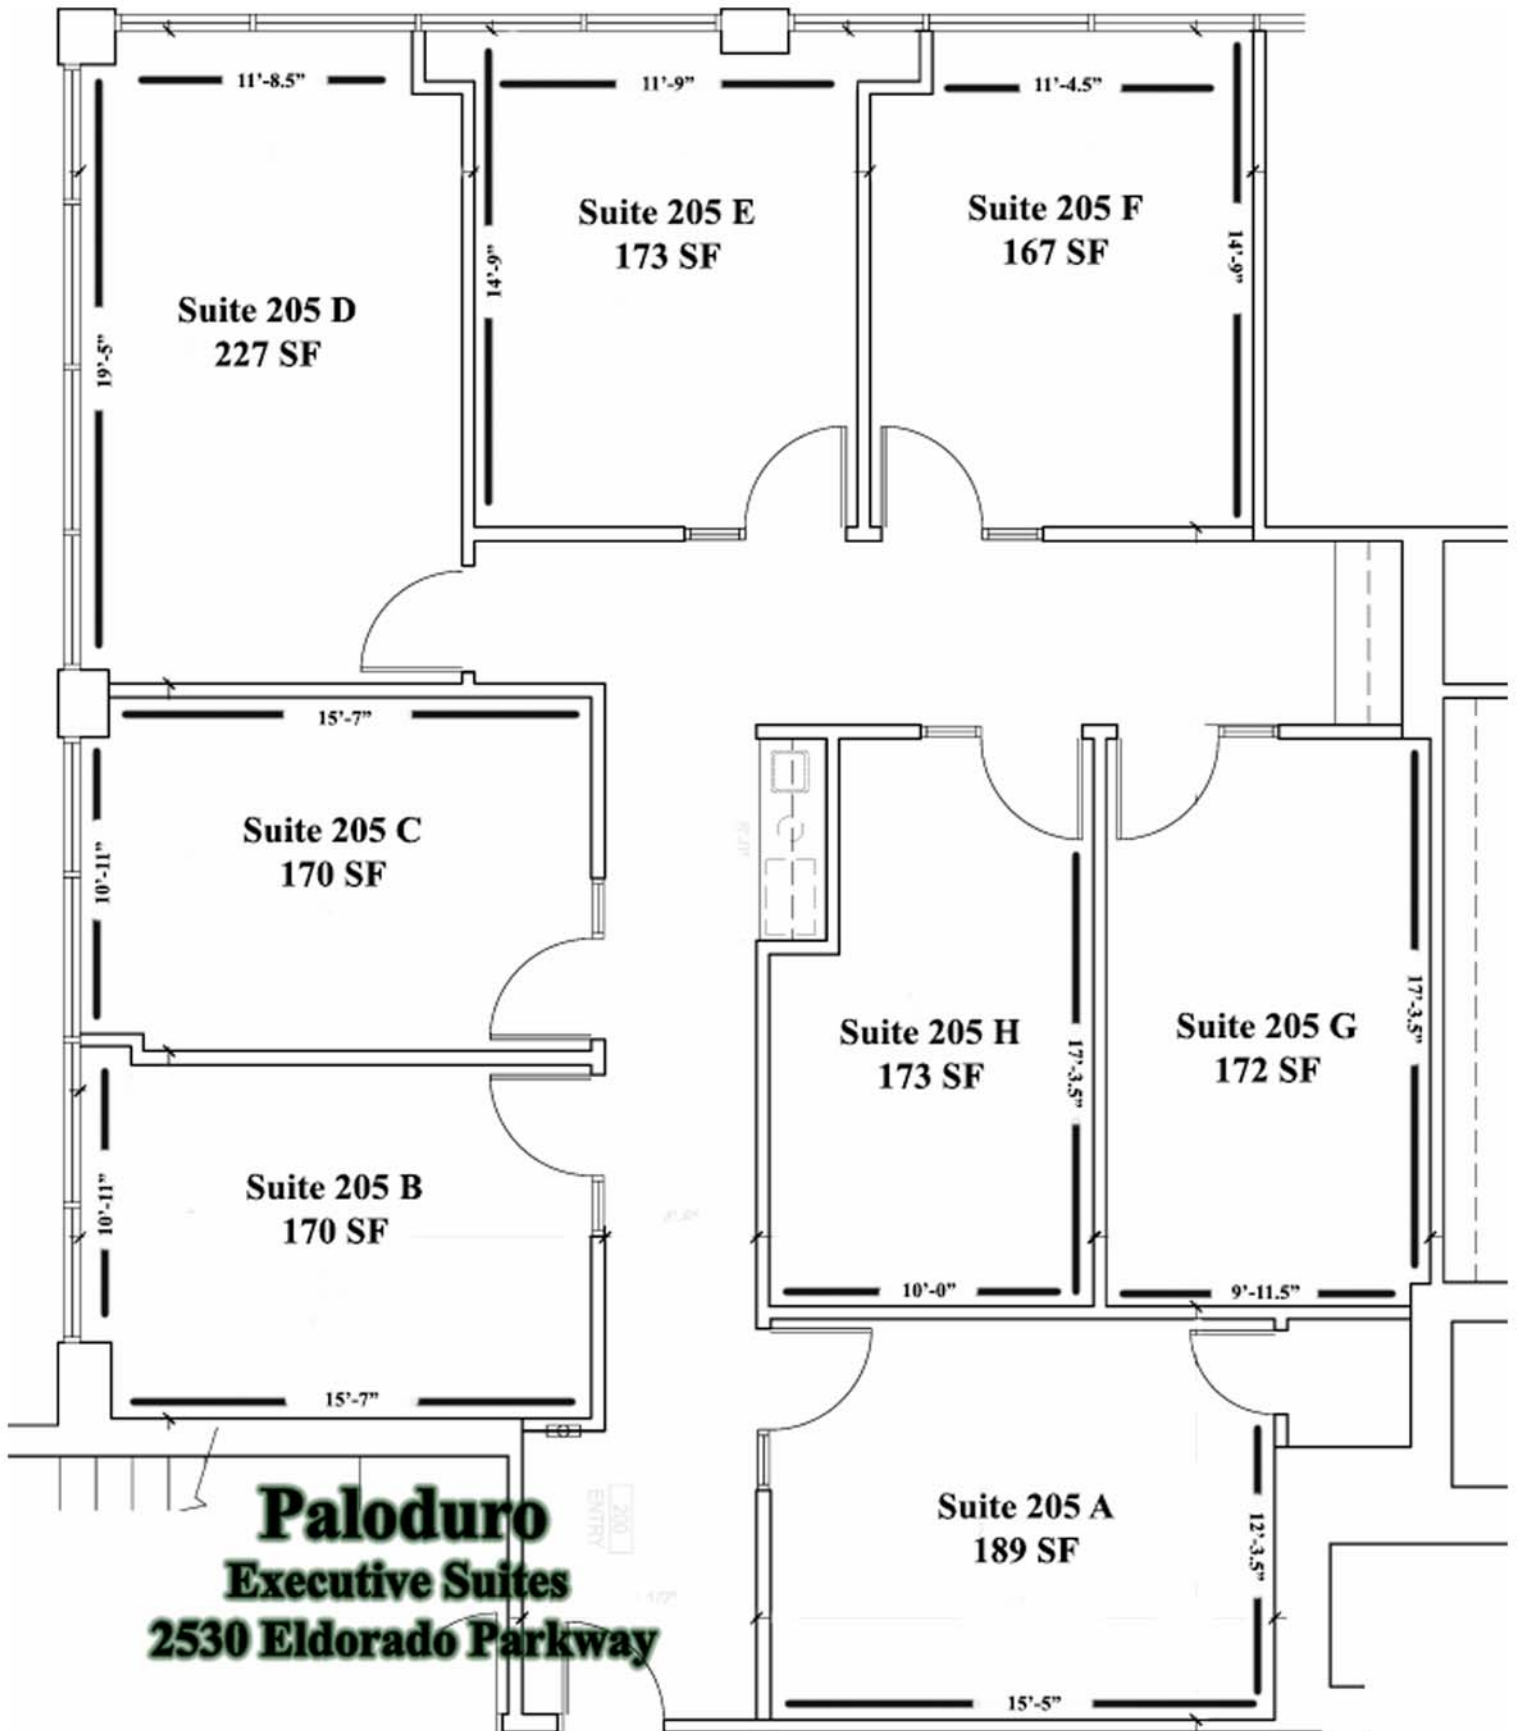 11'-8.5"
11'-9"
11'-4.5"
Suite 205 E
173 SF
Suite 205 F
167 SF
14'-9"
14'-9"
Suite 205 D
227 SF
19'-5"
15'-7"
Suite 205 C
170 SF
10'-11"
Suite 205 H
173 SF
17'-3.5"
Suite 205 G
172 SF
17'-3.5"
Suite 205 B
170 SF
10'-11"
10'-0"
9'-11.5"
15'-7"
Paloduro
Executive Suites
2530 Eldorado Parkway
200
ENTRY
Suite 205 A
189 SF
12'-3.5"
15'-5"